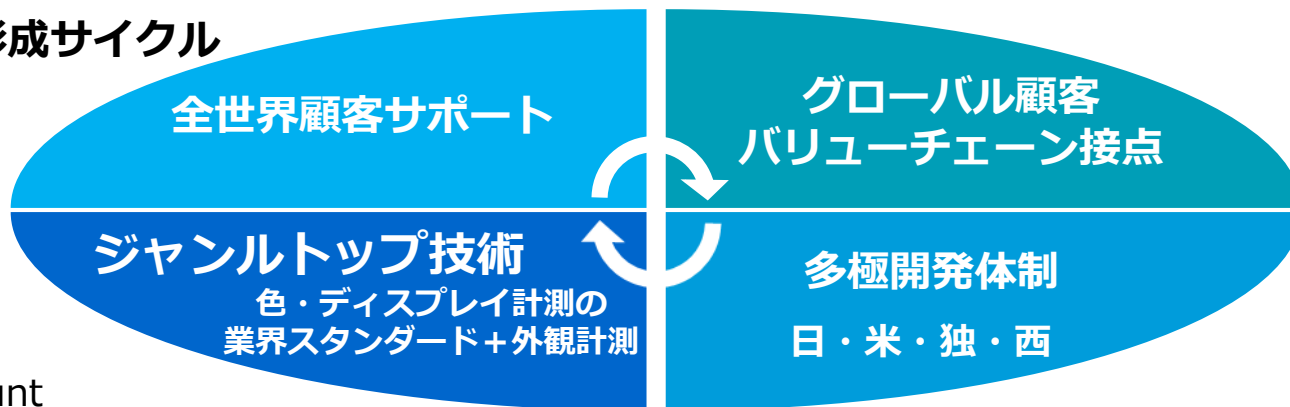 形成サイクル
全世界顧客サポート
グローバル顧客
バリューチェーン接点
ジャンルトップ技術
色・ディスプレイ計測の
業界スタンダード＋外観計測
多極開発体制
日・米・独・西